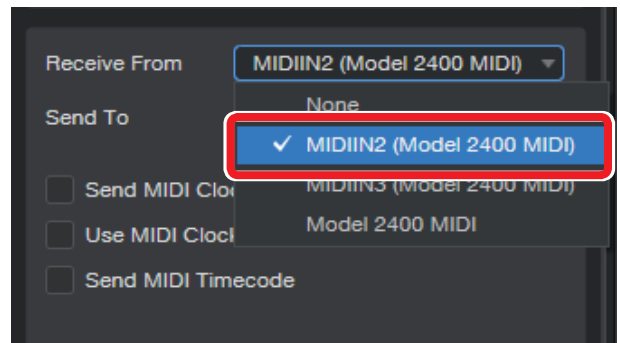 Receive From MIDIIN2 (Model 2400 MIDI)
Send To
None
✓ MIDIIN2 (Model 2400 MIDI)
MIDIIN3 (Model 2400 MIDI)
Model 2400 MIDI
Send MIDI Clo
Use MIDI Clock
Send MIDI Timecode